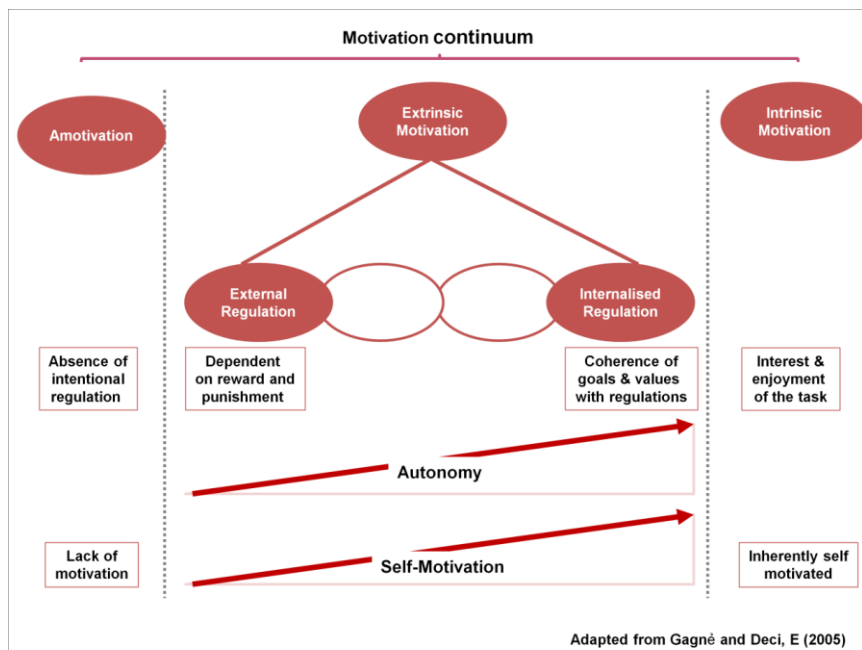 Motivation continuum
Amotivation
Extrinsic
Motivation
Intrinsic
Motivation
External
Regulation
Internalised
Regulation
Absence of
intentional
regulation
Dependent
on reward and
punishment
Coherence of
goals & values
with regulations
Interest &
enjoyment
of the task
Autonomy
Lack of
motivation
Self-Motivation
Inherently self
motivated
Adapted from Gagnė and Deci, E (2005)